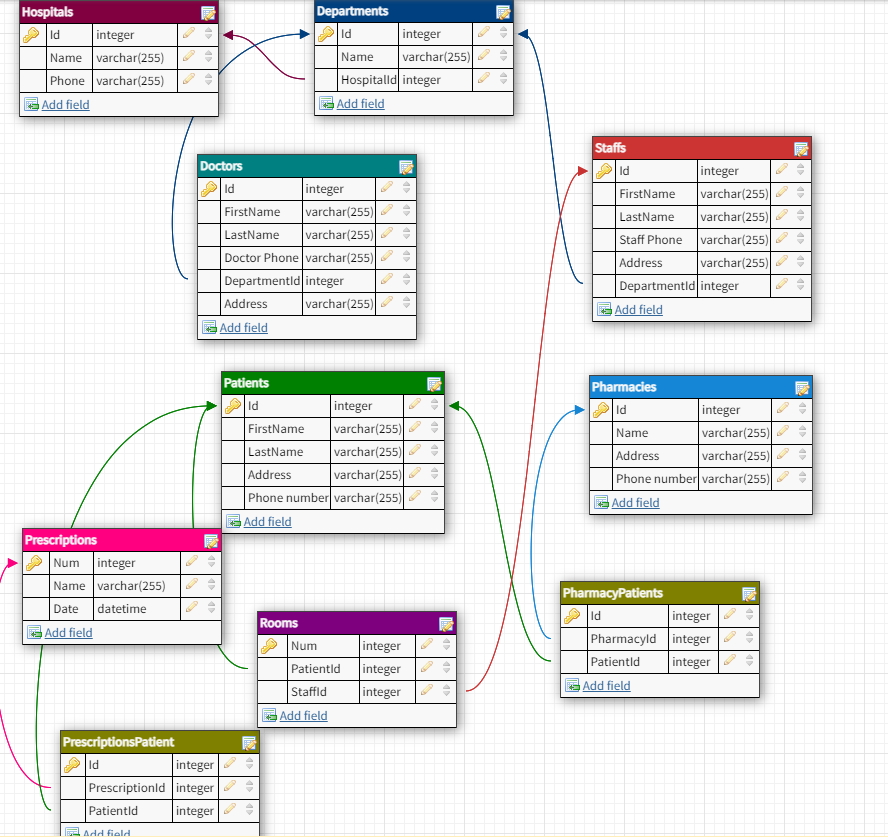 Hospitals
Id integer
Name varchar(255)
Phone varchar(255)
Add field
Departments
Id integer
Name varchar(255)
HospitalId integer
Add field
Doctors
Id integer
FirstName varchar(255)
LastName varchar(255)
Doctor Phone varchar(255)
DepartmentId integer
Address varchar(255)
Add field
Staffs
Id integer
FirstName varchar(255)
LastName varchar(255)
Staff Phone varchar(255)
Address varchar(255)
DepartmentId integer
Add field
Patients
Id integer
FirstName varchar(255)
LastName varchar(255)
Address varchar(255)
Phone number varchar(255)
Add field
Pharmacies
Id integer
Name varchar(255)
Address varchar(255)
Phone number varchar(255)
Add field
Prescriptions
Num integer
Name varchar(255)
Date datetime
Add field
Rooms
Num integer
PatientId integer
StaffId integer
Add field
PharmacyPatients
Id integer
PharmacyId integer
PatientId integer
Add field
PrescriptionsPatient
Id integer
PrescriptionId integer
PatientId integer
Add field